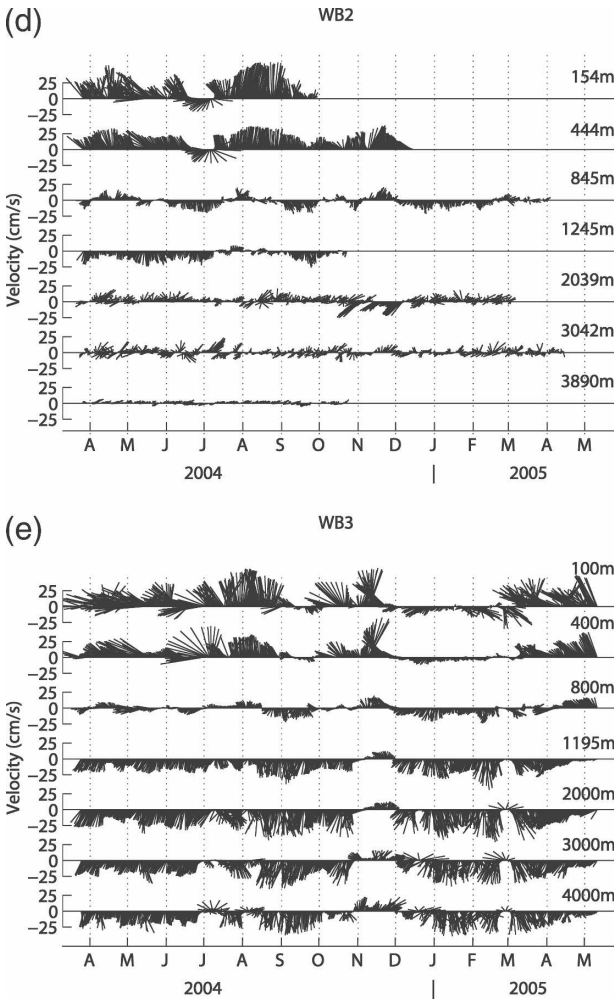 (d)
WB2
154m
25
0
−25
444m
25
0
−25
845m
25
0
−25
1245m
25
0
−25
2039m
25
0
−25
3042m
25
0
−25
3890m
25
0
−25
Velocity (cm/s)
A M J J A S O N D J F M A M
2004 | 2005
(e)
WB3
100m
25
0
−25
400m
25
0
−25
800m
25
0
−25
1195m
25
0
−25
2000m
25
0
−25
3000m
25
0
−25
4000m
25
0
−25
Velocity (cm/s)
A M J J A S O N D J F M A M
2004 | 2005